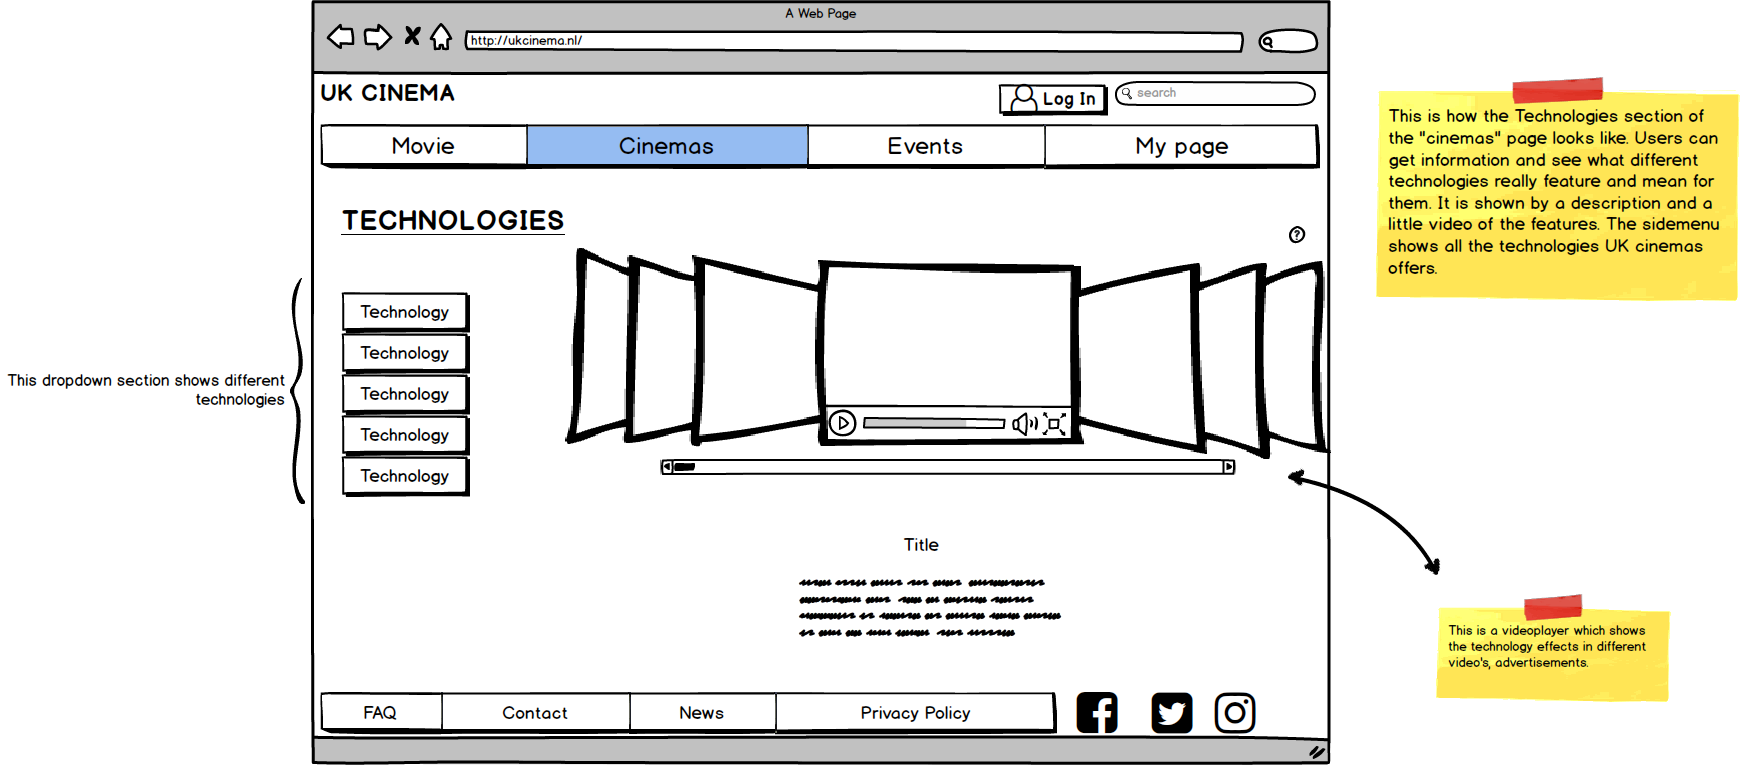 A Web Page
http://ukcinema.nl/
UK CINEMA
Log In
search
Movie
Cinemas
Events
My page
TECHNOLOGIES
?
Technology
Technology
Technology
Technology
Technology
This dropdown section shows different
technologies
Title
FAQ
Contact
News
Privacy Policy
This is how the Technologies section of
the "cinemas" page looks like. Users can
get information and see what different
technologies really feature and mean for
them. It is shown by a description and a
little video of the features. The sidemenu
shows all the technologies UK cinemas
offers.
This is a videoplayer which shows
the technology effects in different
video's, advertisements.